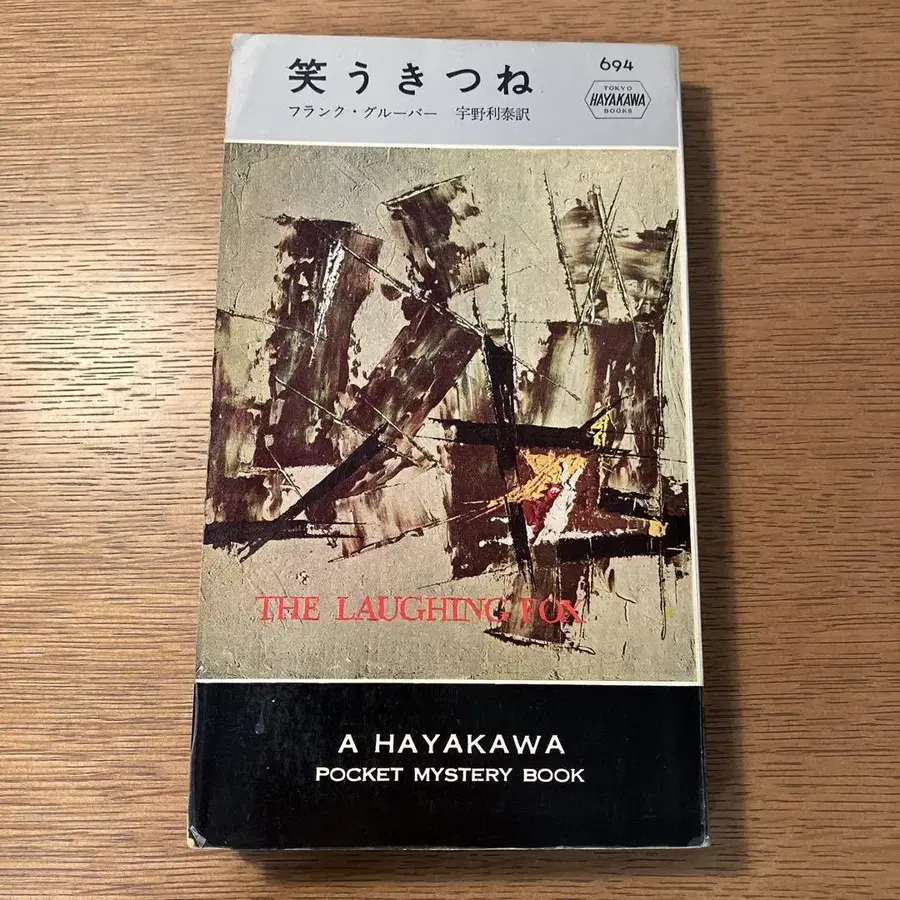 笑うきつね
694
フランク・グルーバー 宇野利泰訳
TOKYO
HAYAKAWA
BOOKS
THE LAUGHING FOX
A HAYAKAWA
POCKET MYSTERY BOOK